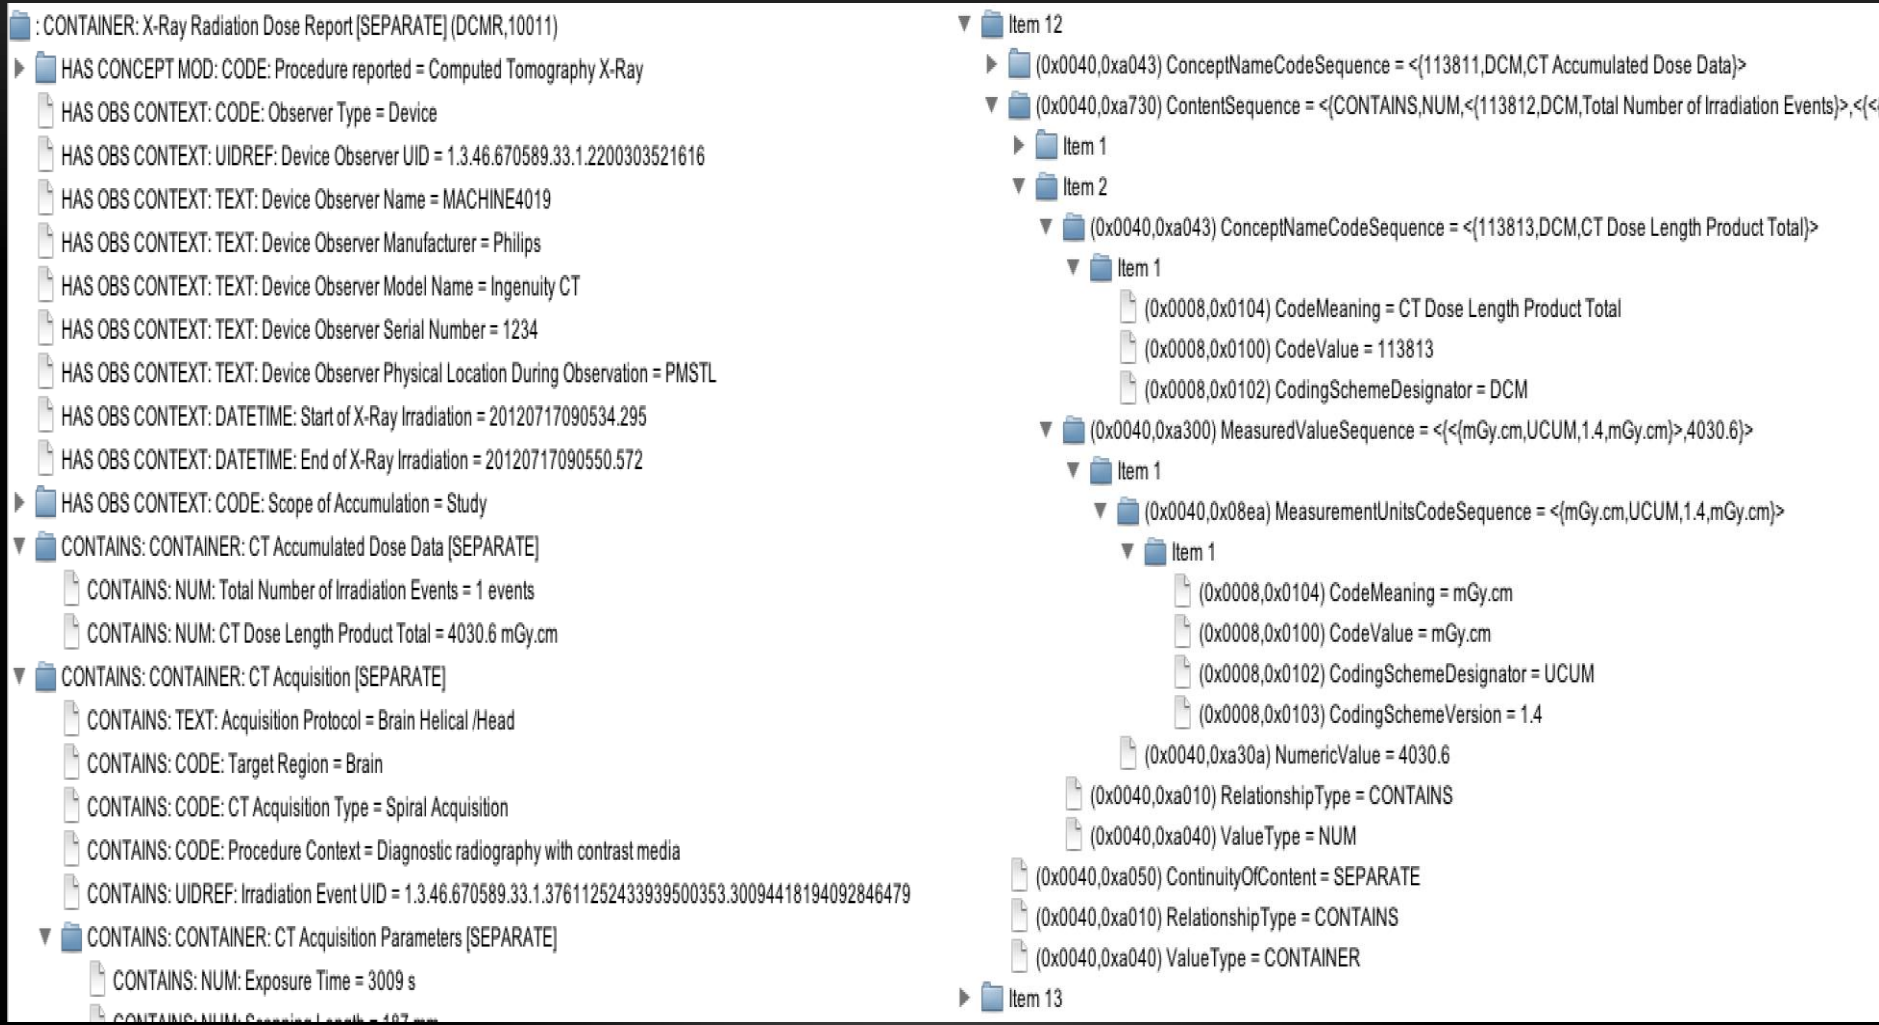 : CONTAINER: X-Ray Radiation Dose Report [SEPARATE] (DCMR,10011)
HAS CONCEPT MOD: CODE: Procedure reported = Computed Tomography X-Ray
HAS OBS CONTEXT: CODE: Observer Type = Device
HAS OBS CONTEXT: UIDREF: Device Observer UID = 1.3.46.670589.33.1.2200303521616
HAS OBS CONTEXT: TEXT: Device Observer Name = MACHINE4019
HAS OBS CONTEXT: TEXT: Device Observer Manufacturer = Philips
HAS OBS CONTEXT: TEXT: Device Observer Model Name = Ingenuity CT
HAS OBS CONTEXT: TEXT: Device Observer Serial Number = 1234
HAS OBS CONTEXT: TEXT: Device Observer Physical Location During Observation = PMSTL
HAS OBS CONTEXT: DATETIME: Start of X-Ray Irradiation = 20120717090534.295
HAS OBS CONTEXT: DATETIME: End of X-Ray Irradiation = 20120717090550.572
HAS OBS CONTEXT: CODE: Scope of Accumulation = Study
CONTAINS: CONTAINER: CT Accumulated Dose Data [SEPARATE]
CONTAINS: NUM: Total Number of Irradiation Events = 1 events
CONTAINS: NUM: CT Dose Length Product Total = 4030.6 mGy.cm
CONTAINS: CONTAINER: CT Acquisition [SEPARATE]
CONTAINS: TEXT: Acquisition Protocol = Brain Helical /Head
CONTAINS: CODE: Target Region = Brain
CONTAINS: CODE: CT Acquisition Type = Spiral Acquisition
CONTAINS: CODE: Procedure Context = Diagnostic radiography with contrast media
CONTAINS: UIDREF: Irradiation Event UID = 1.3.46.670589.33.1.37611252433939500353.30094418194092846479
CONTAINS: CONTAINER: CT Acquisition Parameters [SEPARATE]
CONTAINS: NUM: Exposure Time = 3009 s
CONTAINS: NUM: Scanning Length = 187 mm
Item 12
(0x0040,0xa043) ConceptNameCodeSequence = <{113811,DCM,CT Accumulated Dose Data}>
(0x0040,0xa730) ContentSequence = <{CONTAINS,NUM,<{113812,DCM,Total Number of Irradiation Events}>,<{<{
Item 1
Item 2
(0x0040,0xa043) ConceptNameCodeSequence = <{113813,DCM,CT Dose Length Product Total}>
Item 1
(0x0008,0x0104) CodeMeaning = CT Dose Length Product Total
(0x0008,0x0100) CodeValue = 113813
(0x0008,0x0102) CodingSchemeDesignator = DCM
(0x0040,0xa300) MeasuredValueSequence = <{<{mGy.cm,UCUM,1.4,mGy.cm}>,4030.6}>
Item 1
(0x0040,0x08ea) MeasurementUnitsCodeSequence = <{mGy.cm,UCUM,1.4,mGy.cm}>
Item 1
(0x0008,0x0104) CodeMeaning = mGy.cm
(0x0008,0x0100) CodeValue = mGy.cm
(0x0008,0x0102) CodingSchemeDesignator = UCUM
(0x0008,0x0103) CodingSchemeVersion = 1.4
(0x0040,0xa30a) NumericValue = 4030.6
(0x0040,0xa010) RelationshipType = CONTAINS
(0x0040,0xa040) ValueType = NUM
(0x0040,0xa050) ContinuityOfContent = SEPARATE
(0x0040,0xa010) RelationshipType = CONTAINS
(0x0040,0xa040) ValueType = CONTAINER
Item 13